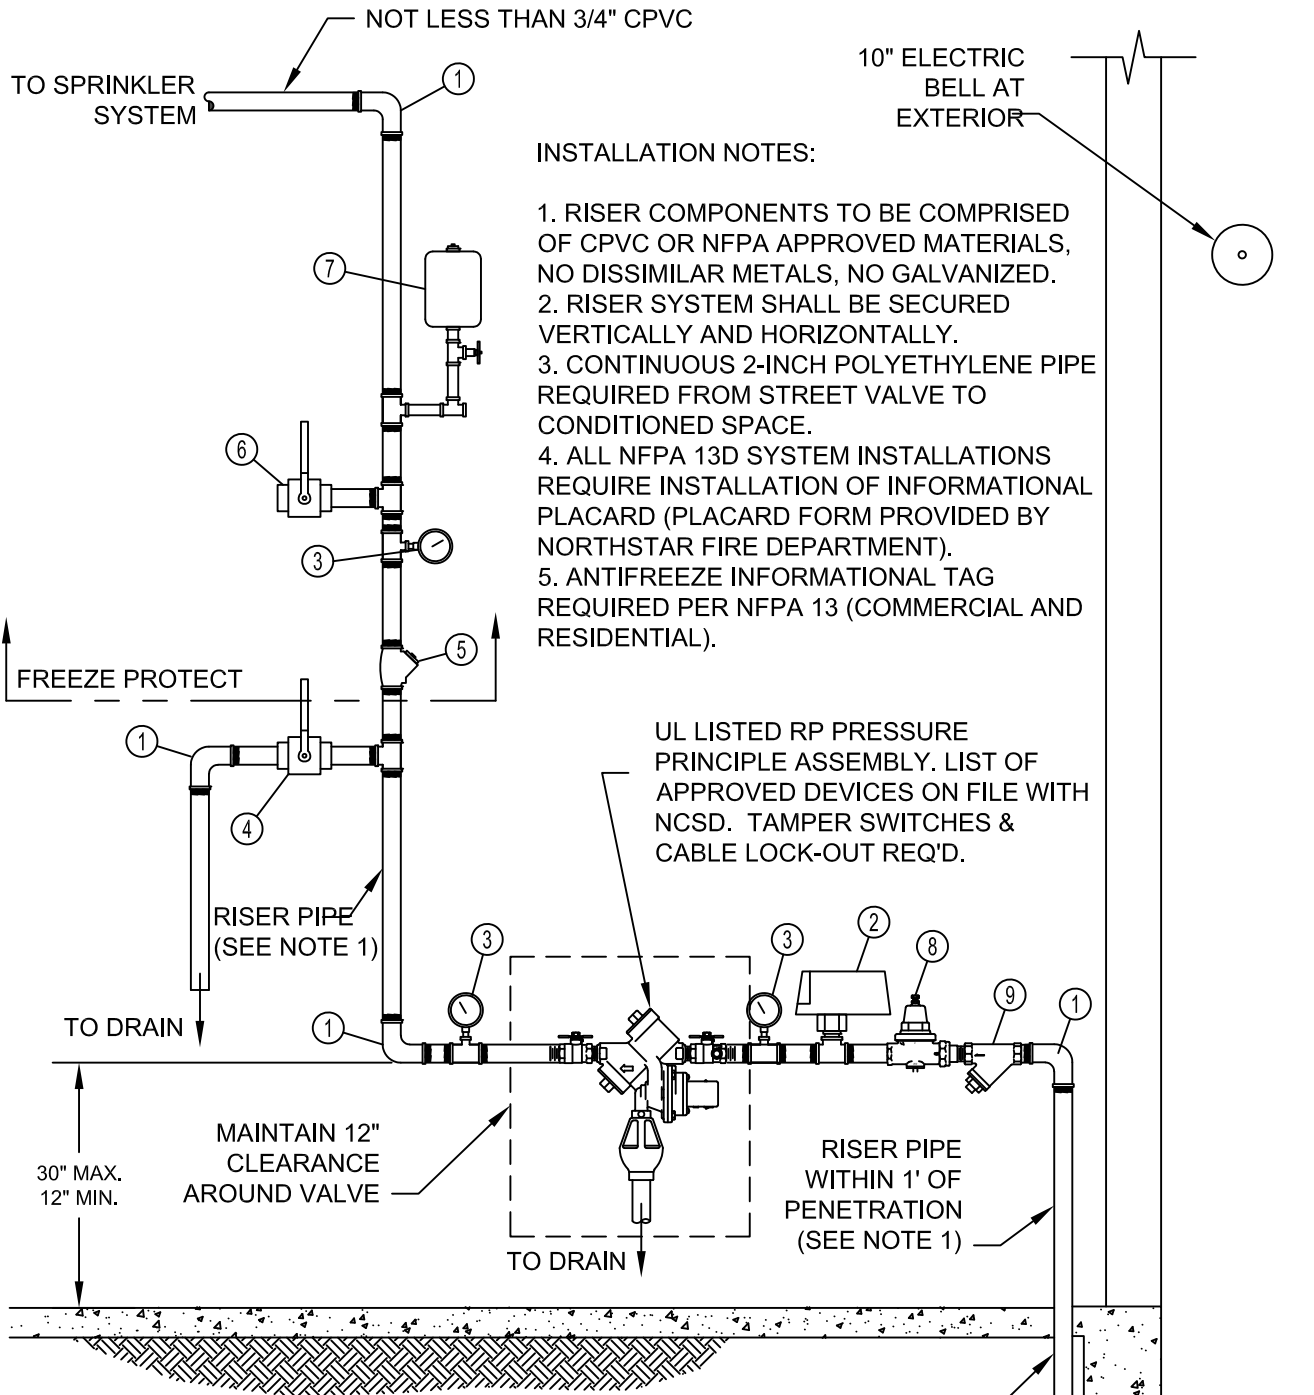 NOT LESS THAN 3/4" CPVC
TO SPRINKLER
SYSTEM
1
10" ELECTRIC
BELL AT
EXTERIOR
INSTALLATION NOTES:
1. RISER COMPONENTS TO BE COMPRISED
OF CPVC OR NFPA APPROVED MATERIALS,
NO DISSIMILAR METALS, NO GALVANIZED.
2. RISER SYSTEM SHALL BE SECURED
VERTICALLY AND HORIZONTALLY.
3. CONTINUOUS 2-INCH POLYETHYLENE PIPE
REQUIRED FROM STREET VALVE TO
CONDITIONED SPACE.
4. ALL NFPA 13D SYSTEM INSTALLATIONS
REQUIRE INSTALLATION OF INFORMATIONAL
PLACARD (PLACARD FORM PROVIDED BY
NORTHSTAR FIRE DEPARTMENT).
5. ANTIFREEZE INFORMATIONAL TAG
REQUIRED PER NFPA 13 (COMMERCIAL AND
RESIDENTIAL).
7
6
3
5
FREEZE PROTECT
1
4
UL LISTED RP PRESSURE
PRINCIPLE ASSEMBLY. LIST OF
APPROVED DEVICES ON FILE WITH
NCSD. TAMPER SWITCHES &
CABLE LOCK-OUT REQ'D.
RISER PIPE
(SEE NOTE 1)
3
3
2
8
9
1
TO DRAIN
1
30" MAX.
12" MIN.
MAINTAIN 12"
CLEARANCE
AROUND VALVE
RISER PIPE
WITHIN 1' OF
PENETRATION
(SEE NOTE 1)
TO DRAIN